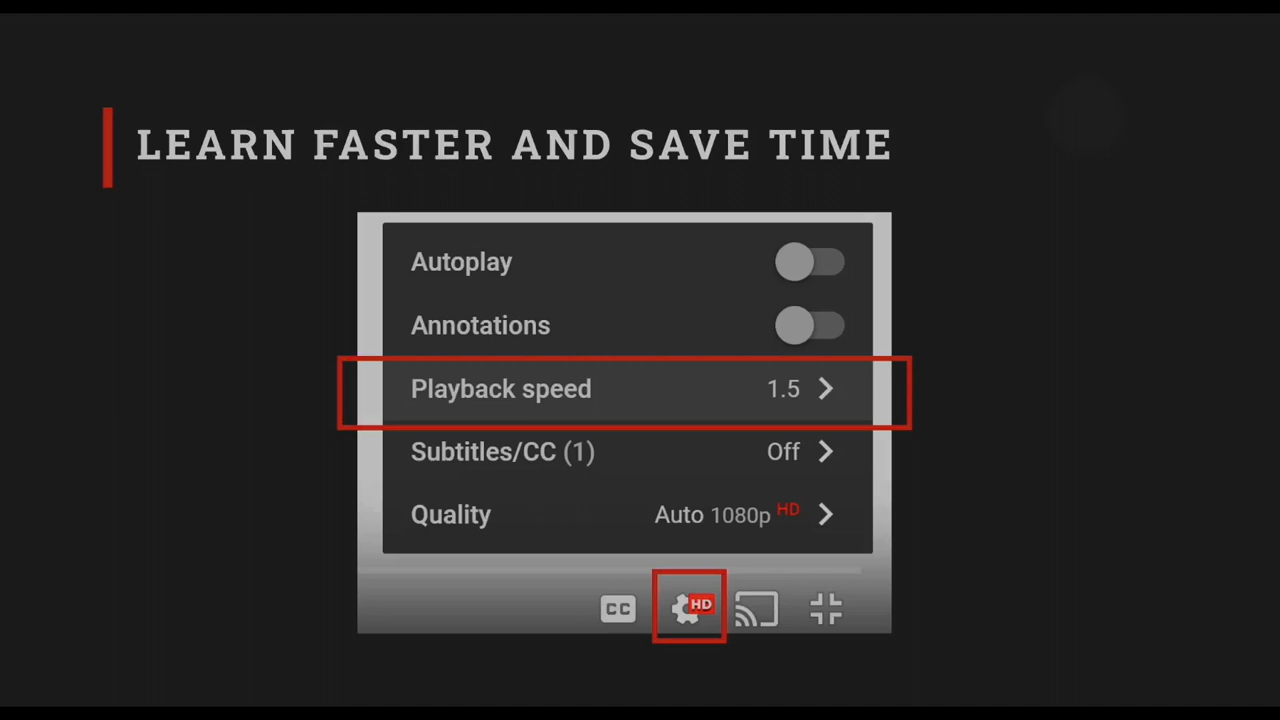 LEARN FASTER AND SAVE TIME
Autoplay
Annotations
Playback speed 1.5
Subtitles/CC (1) Off
Quality Auto 1080p HD
CC HD